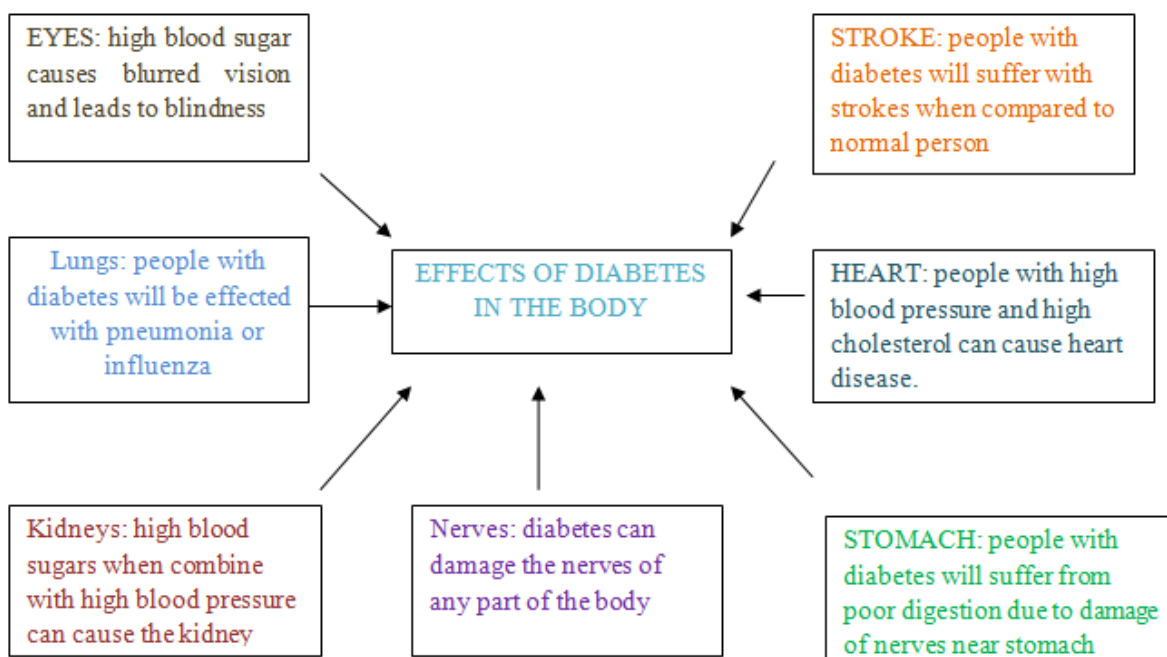 EYES: high blood sugar
causes blurred vision
and leads to blindness
STROKE: people with
diabetes will suffer with
strokes when compared to
normal person
Lungs: people with
diabetes will be effected
with pneumonia or
influenza
EFFECTS OF DIABETES
IN THE BODY
HEART: people with high
blood pressure and high
cholesterol can cause heart
disease.
Kidneys: high blood
sugars when combine
with high blood pressure
can cause the kidney
Nerves: diabetes can
damage the nerves of
any part of the body
STOMACH: people with
diabetes will suffer from
poor digestion due to damage
of nerves near stomach